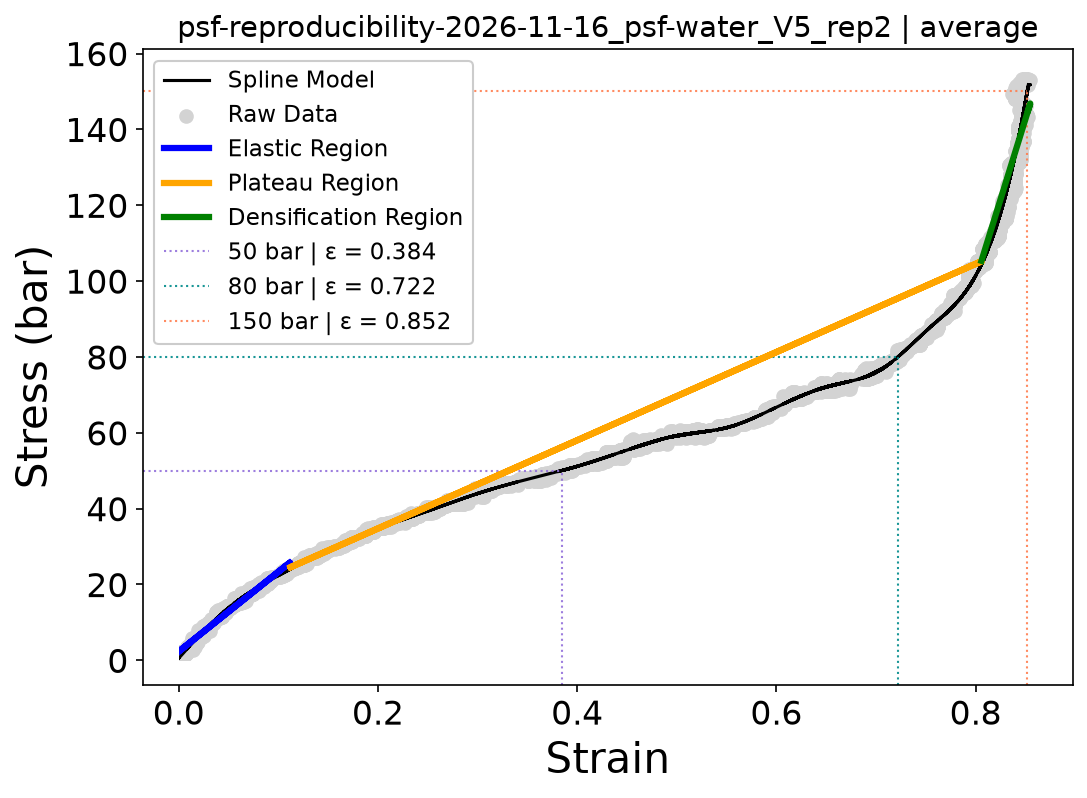 psf-reproducibility-2026-11-16_psf-water_V5_rep2 | average
160
140
120
100
80
60
40
20
0
Stress (bar)
Spline Model
Raw Data
Elastic Region
Plateau Region
Densification Region
50 bar | ε = 0.384
80 bar | ε = 0.722
150 bar | ε = 0.852
0.0 0.2 0.4 0.6 0.8
Strain